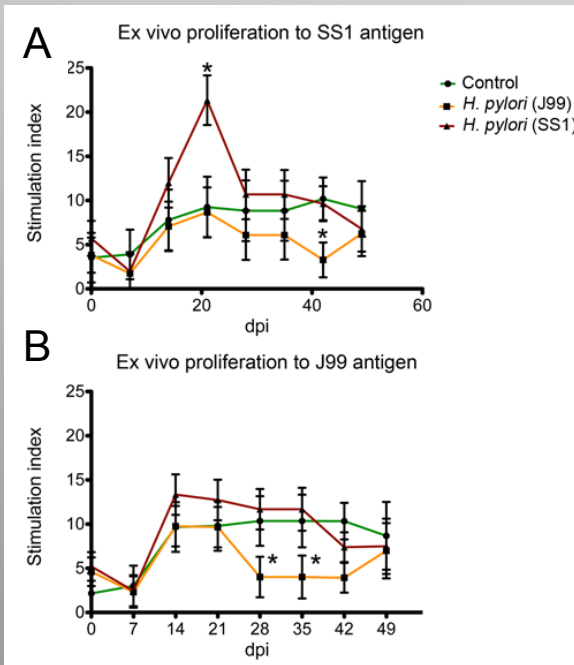 A
Ex vivo proliferation to SS1 antigen
Stimulation index
25
20
15
10
5
0
0
20
40
60
dpi
*
*
Control
H. pylori (J99)
H. pylori (SS1)
B
Ex vivo proliferation to J99 antigen
Stimulation index
25
20
15
10
5
0
0 7 14 21 28 35 42 49
dpi
*
*